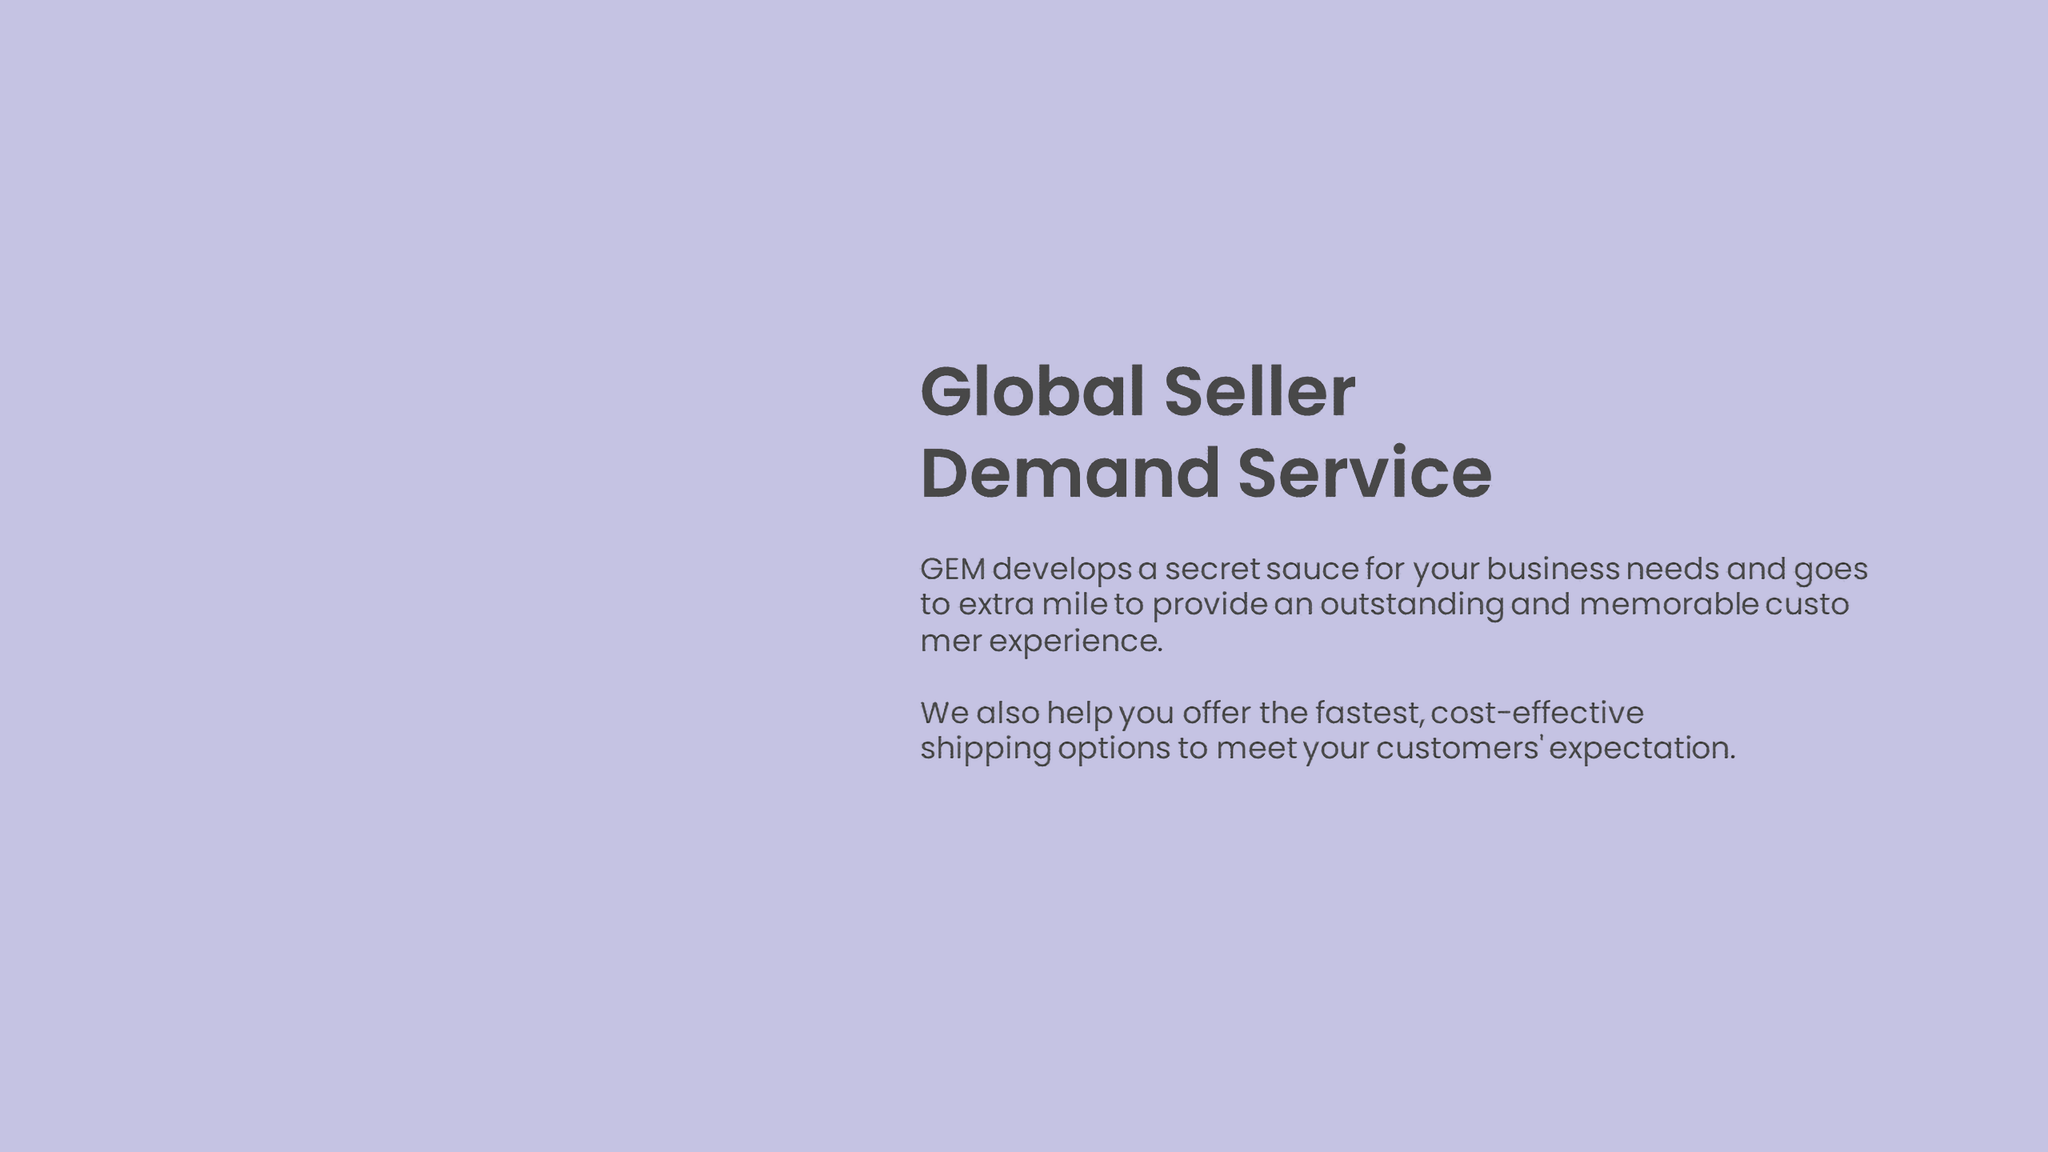 Global Seller
Demand Service
GEM develops a secret sauce for your business needs and goes
to extra mile to provide an outstanding and memorable custo
mer experience.
We also help you offer the fastest, cost-effective
shipping options to meet your customers' expectation.